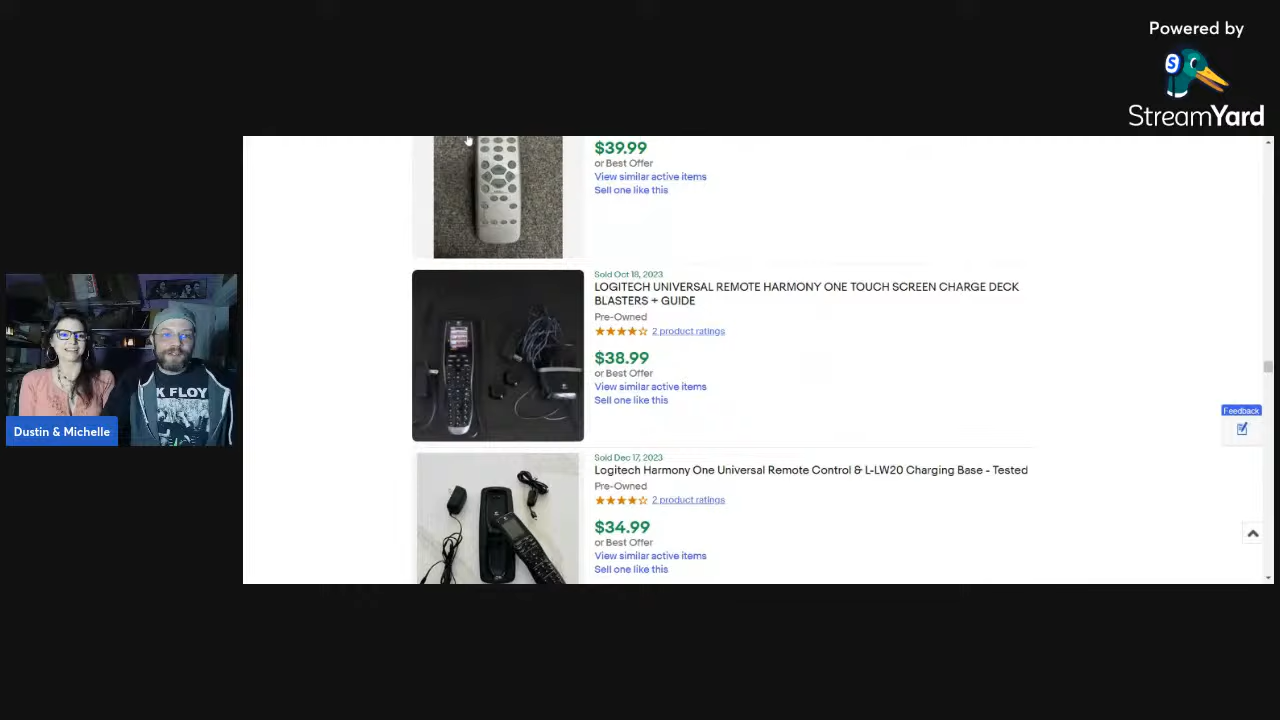 Powered by
StreamYard
$39.99
or Best Offer
View similar active items
Sell one like this
Sold Oct 18, 2023
LOGITECH UNIVERSAL REMOTE HARMONY ONE TOUCH SCREEN CHARGE DECK
BLASTERS + GUIDE
Pre-Owned
2 product ratings
$38.99
or Best Offer
View similar active items
Sell one like this
Feedback
K FLOY
Dustin & Michelle
Sold Dec 17, 2023
Logitech Harmony One Universal Remote Control & L-LW20 Charging Base - Tested
Pre-Owned
2 product ratings
$34.99
or Best Offer
View similar active items
Sell one like this